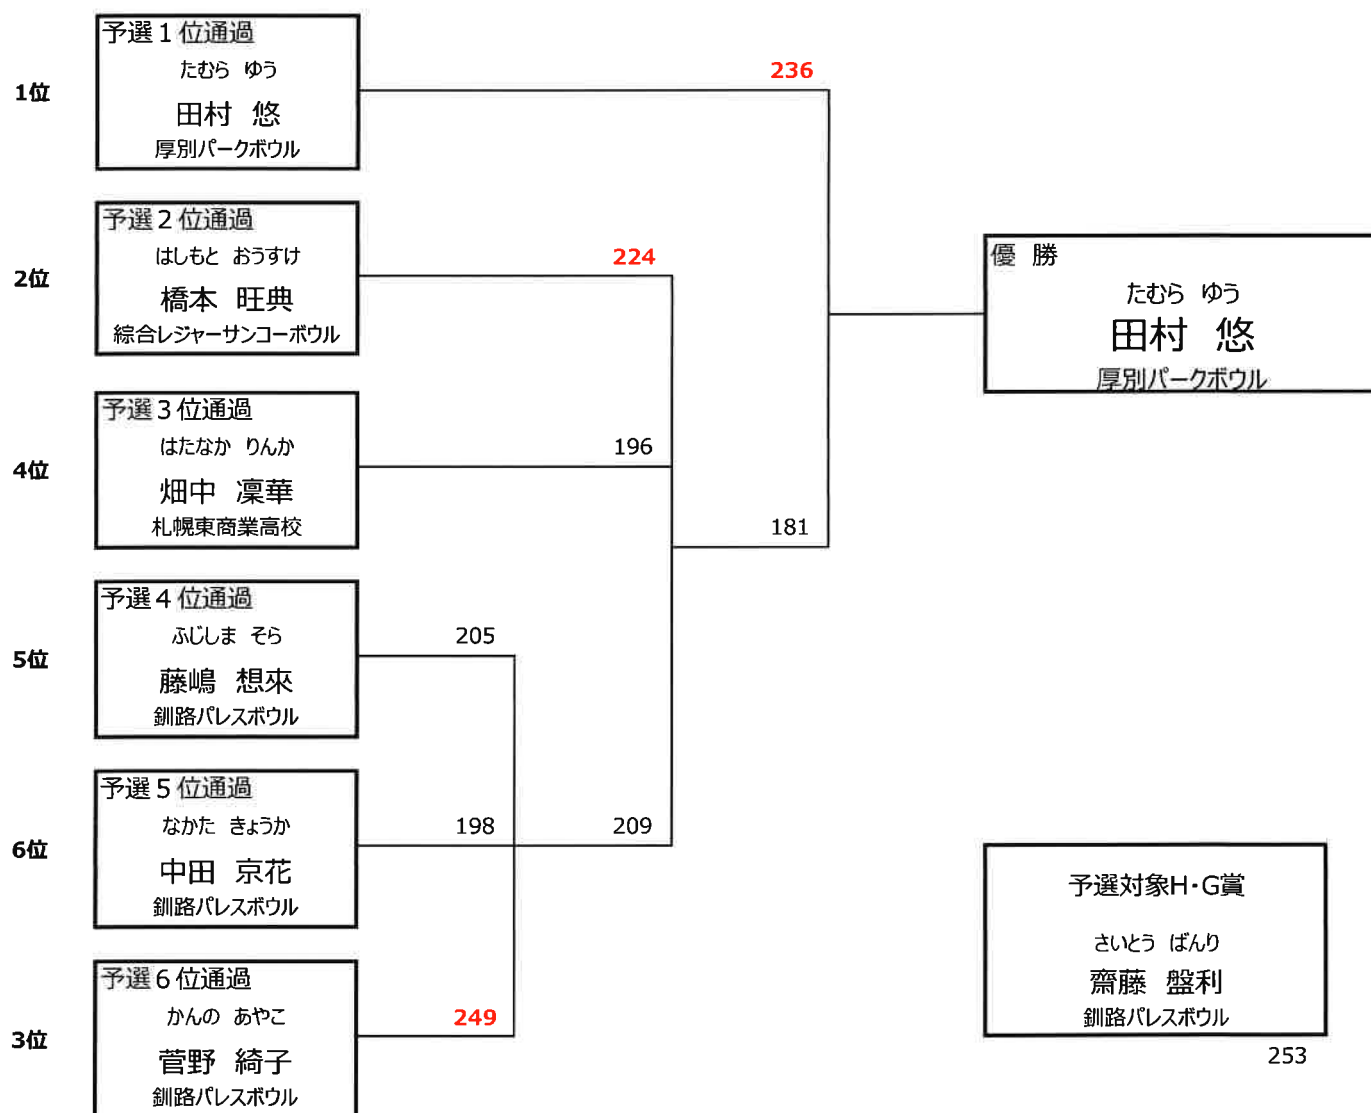 予選１位通過
たむら ゆう
1位
田村 悠
厚別パークボウル
236
予選２位通過
はしもと おうすけ
2位
橋本 旺典
綜合レジャーサンコーボウル
224
優 勝
たむら ゆう
田村 悠
厚別パークボウル
予選３位通過
はたなか りんか
4位
畑中 凜華
札幌東商業高校
196
181
予選４位通過
ふじしま そら
5位
藤嶋 想來
釧路パレスボウル
205
予選５位通過
なかた きょうか
6位
中田 京花
釧路パレスボウル
198
209
予選６位通過
かんの あやこ
3位
菅野 綺子
釧路パレスボウル
249
予選対象H・G賞
さいとう ばんり
齋藤 盤利
釧路パレスボウル
253